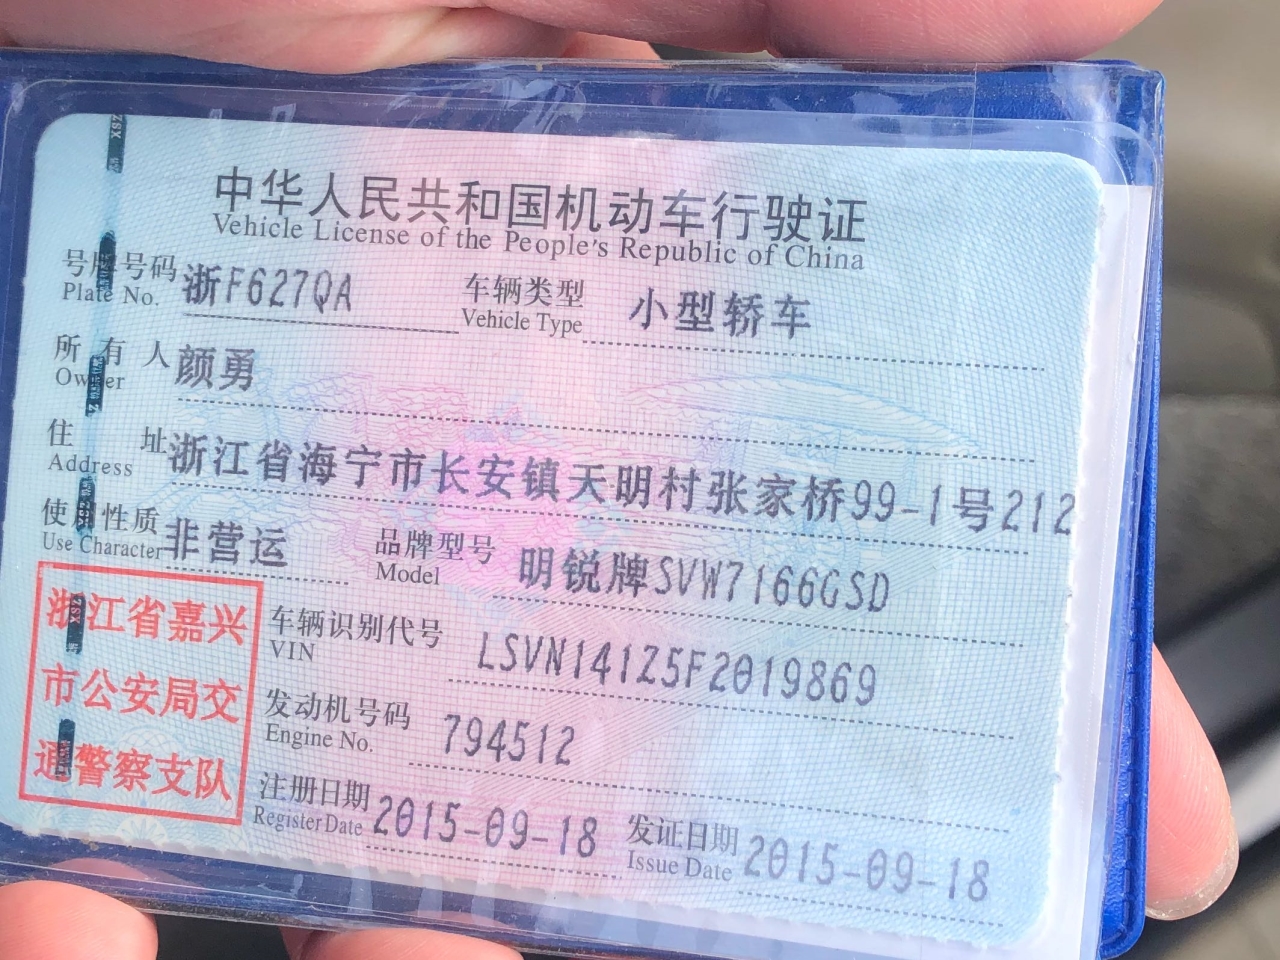 中华人民共和国机动车行驶证
Vehicle License of the People's Republic of China
号牌号码 浙F627QA 车辆类型 小型轿车
Plate No. Vehicle Type
所有人 颜勇
Owner
住址 浙江省海宁市长安镇天明村张家桥99-1号212
Address
使用性质 非营运 品牌型号 明锐牌SVW7166GSD
Use Character Model
浙江省嘉兴
市公安局交
通警察支队
车辆识别代号 LSVN141Z5F2019869
VIN
发动机号码 794512
Engine No.
注册日期 2015-09-18 发证日期 2015-09-18
Register Date Issue Date